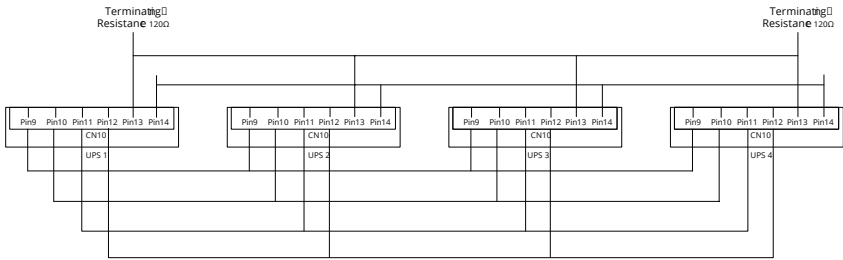 Terminating
Resistance 120Ω
Terminating
Resistance 120Ω
Pin9 Pin10 Pin11 Pin12 Pin13 Pin14
CN10
UPS 1
Pin9 Pin10 Pin11 Pin12 Pin13 Pin14
CN10
UPS 2
Pin9 Pin10 Pin11 Pin12 Pin13 Pin14
CN10
UPS 3
Pin9 Pin10 Pin11 Pin12 Pin13 Pin14
CN10
UPS 4